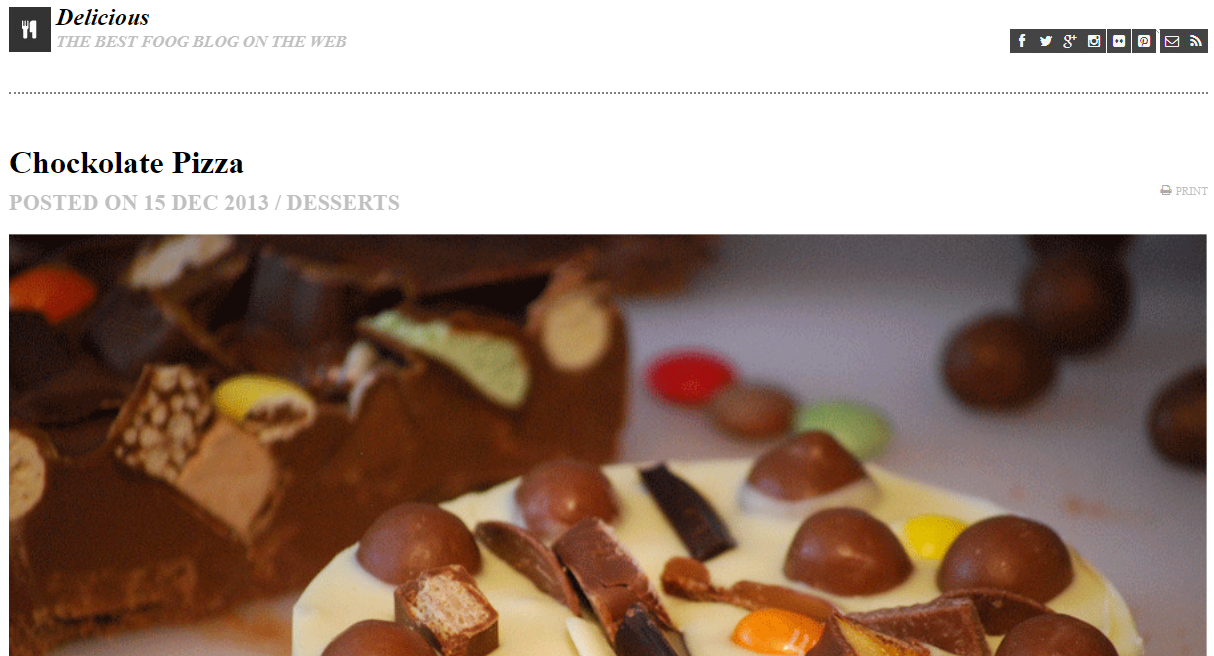 Delicious
THE BEST FOOG BLOG ON THE WEB
Chockolate Pizza
POSTED ON 15 DEC 2013 / DESSERTS
PRINT